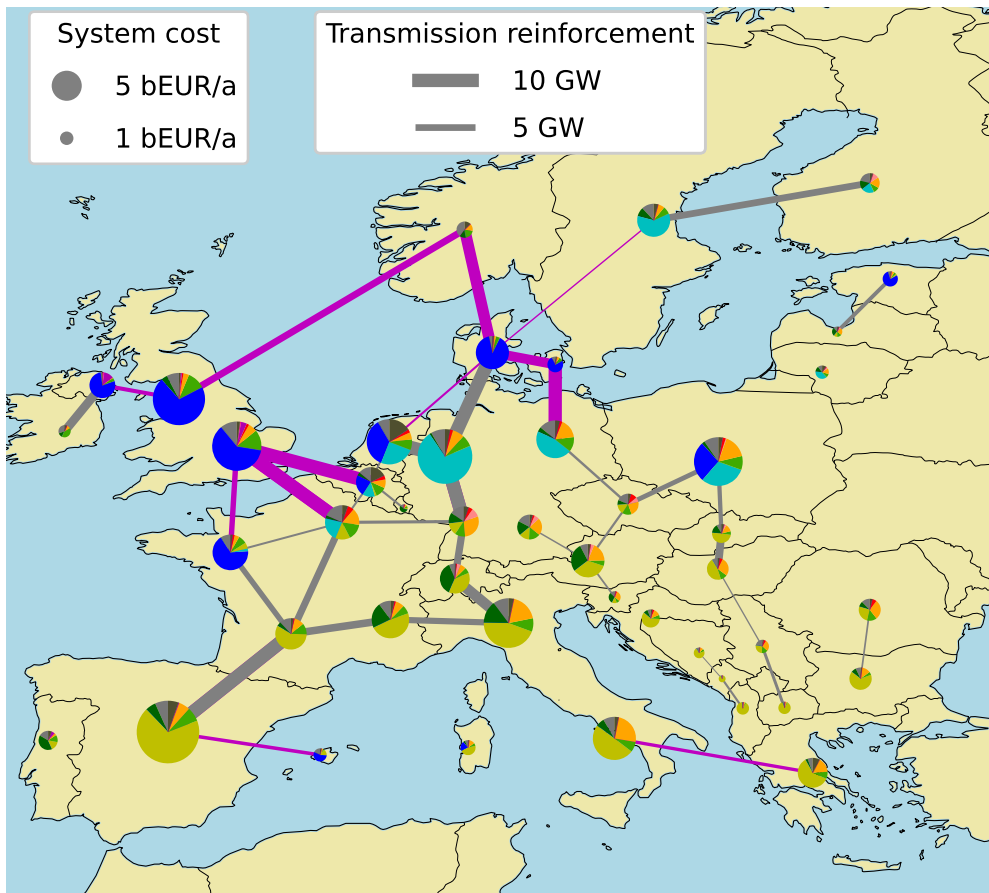 System cost
5 bEUR/a
1 bEUR/a
Transmission reinforcement
10 GW
5 GW